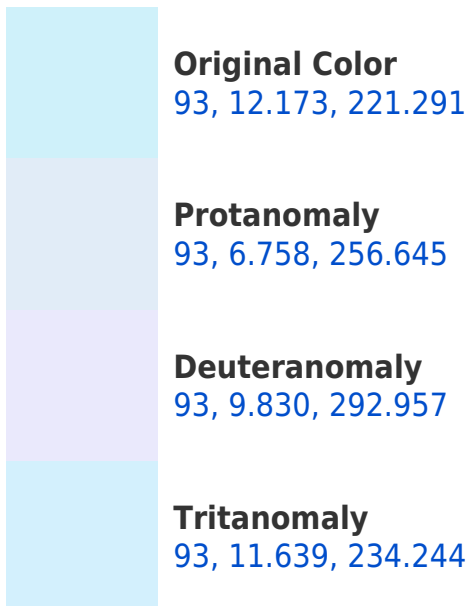 Original Color
93, 12.173, 221.291
Protanomaly
93, 6.758, 256.645
Deuteranomaly
93, 9.830, 292.957
Tritanomaly
93, 11.639, 234.244